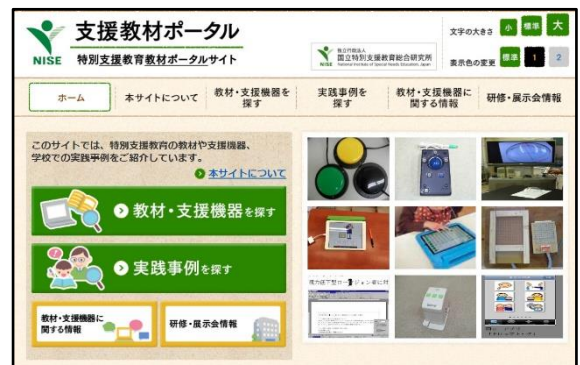 支援教材ポータル
NISE 特別支援教育教材ポータルサイト
独立行政法人
国立特別支援教育総合研究所
National Institute of Special Needs Education, Japan
文字の大きさ 小 標準 大
表示色の変更 標準 1 2
ホーム
本サイトについて
教材・支援機器を
探す
実践事例を
探す
教材・支援機器に
関する情報
研修・展示会情報
このサイトでは、特別支援教育の教材や支援機器、
学校での実践事例をご紹介しています。
本サイトについて
教材・支援機器を探す
実践事例を探す
教材・支援機器に
関する情報
研修・展示会情報